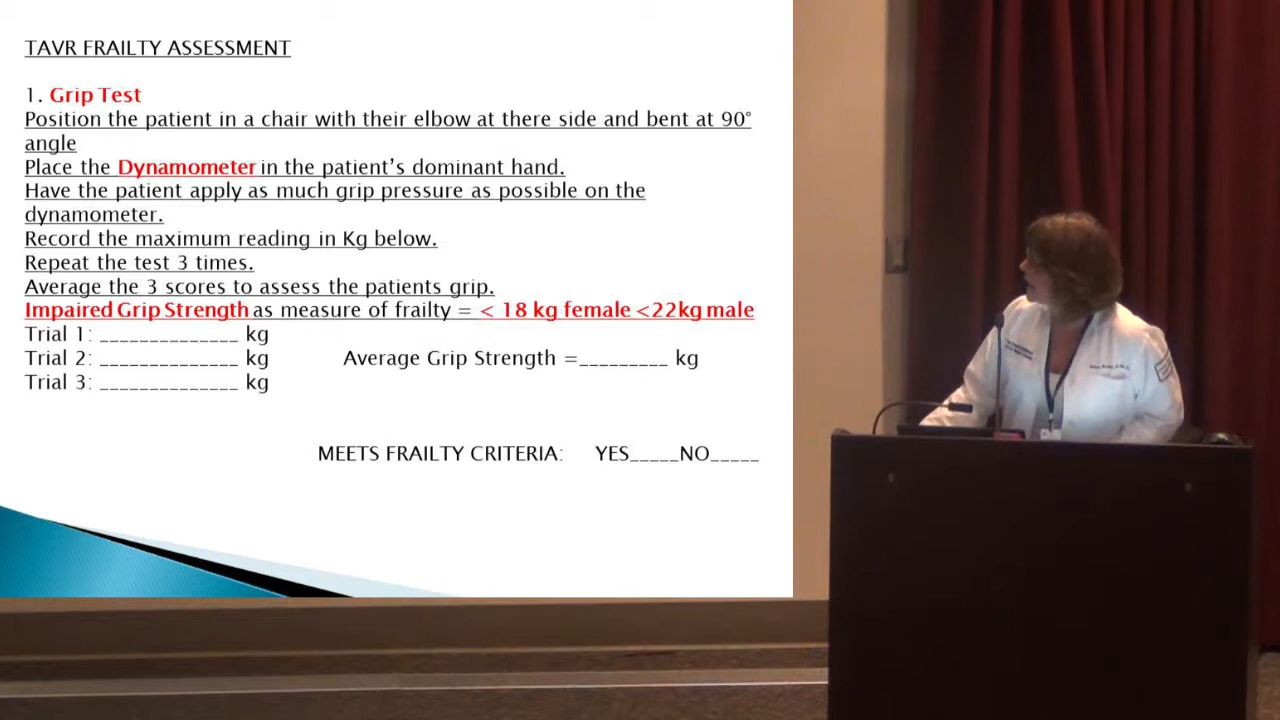 TAVR FRAILTY ASSESSMENT
1. Grip Test
Position the patient in a chair with their elbow at there side and bent at 90°
angle
Place the Dynamometer in the patient's dominant hand.
Have the patient apply as much grip pressure as possible on the
dynamometer.
Record the maximum reading in Kg below.
Repeat the test 3 times.
Average the 3 scores to assess the patients grip.
Impaired Grip Strength as measure of frailty = < 18 kg female <22kg male
Trial 1: ______________ kg
Trial 2: ______________ kg Average Grip Strength =_________ kg
Trial 3: ______________ kg
MEETS FRAILTY CRITERIA: YES_____NO_____